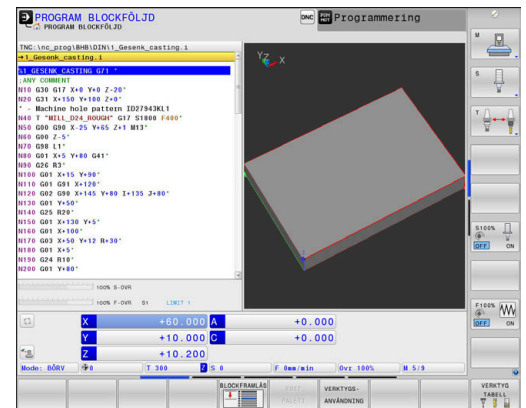 PROGRAM BLOCKFÖLJD
PROGRAM BLOCKFÖLJD
DNC
Programmering
TNC:\nc_prog\BHB\DIN\1_Gesenk_casting.i
→1_Gesenk_casting.i
%1_GESENK_CASTING G71 *
;ANY COMMENT
N10 G30 G17 X+0 Y+0 Z-20*
N20 G31 X+150 Y+100 Z+0*
* - Machine hole pattern ID27943KL1
N40 T "MILL_D24_ROUGH" G17 S1800 F400*
N50 G00 G90 X-25 Y+65 Z+1 M13*
N60 G00 Z-5*
N70 G98 L1*
N80 G01 X+5 Y+80 G41*
N90 G26 R3*
N100 G01 X+15 Y+90*
N110 G01 G91 X+120*
N120 G02 G90 X+145 Y+80 I+135 J+80*
N130 G01 Y+50*
N140 G25 R20*
N150 G01 X+130 Y+5*
N160 G01 X+100*
N170 G03 X+50 Y+12 R+30*
N180 G01 X+5*
N190 G24 R10*
N200 G01 Y+80*
Y
Z
X
Z
100% S-OVR
100% F-OVR S1 LIMIT 1
X +60.000 A +0.000
Y +10.000 C +0.000
Z +10.200
Mode: BÖRV 0 T 300 Z S 0 F 0mm/min Ovr 100% M 5/9
M
S
T
S100%
OFF ON
F100%
OFF ON
BLOCKFRAMLÄS
PALETT
VERKTYGS-
ANVÄNDNING
VERKTYG
TABELL